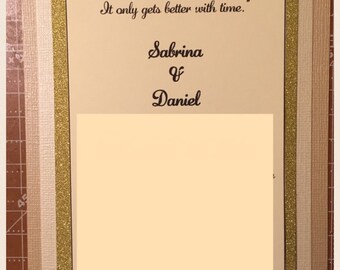 It only gets better with time.
Sabrina
&
Daniel